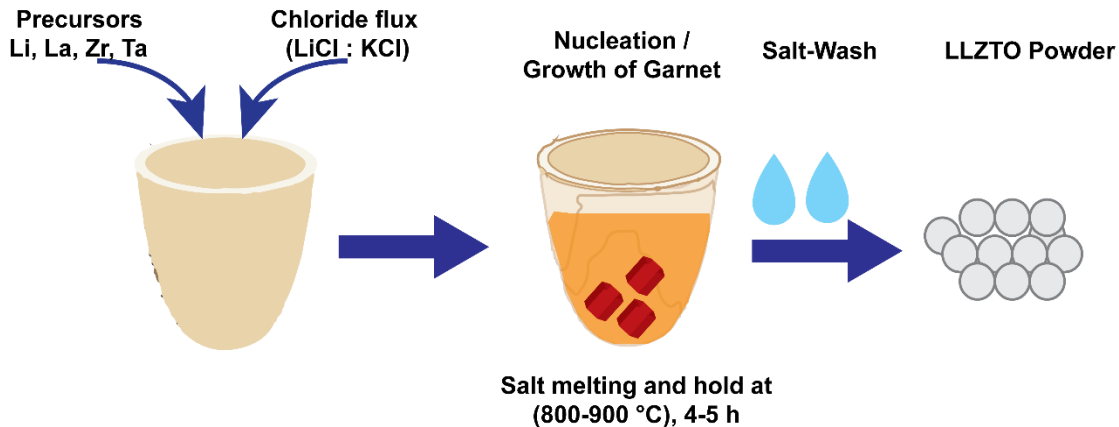 Precursors
Li, La, Zr, Ta
Chloride flux
(LiCl : KCl)
Nucleation /
Growth of Garnet
Salt-Wash
LLZTO Powder
Salt melting and hold at
(800-900 °C), 4-5 h